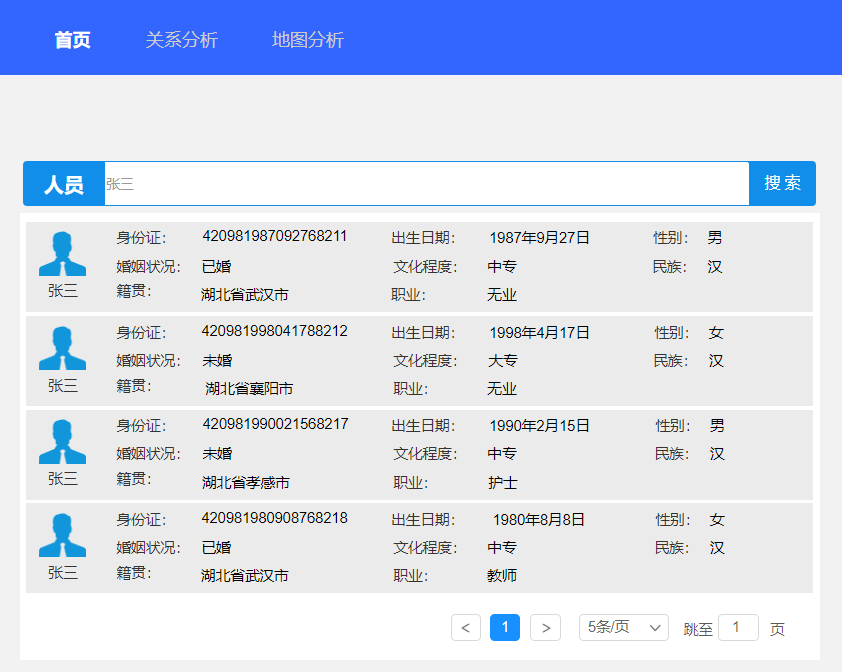 首页 关系分析 地图分析
人员 张三 搜索
身份证: 420981987092768211 出生日期: 1987年9月27日 性别: 男
婚姻状况: 已婚 文化程度: 中专 民族: 汉
张三 籍贯: 湖北省武汉市 职业: 无业
身份证: 420981998041788212 出生日期: 1998年4月17日 性别: 女
婚姻状况: 未婚 文化程度: 大专 民族: 汉
张三 籍贯: 湖北省襄阳市 职业: 无业
身份证: 420981990021568217 出生日期: 1990年2月15日 性别: 男
婚姻状况: 未婚 文化程度: 中专 民族: 汉
张三 籍贯: 湖北省孝感市 职业: 护士
身份证: 420981980908768218 出生日期: 1980年8月8日 性别: 女
婚姻状况: 已婚 文化程度: 中专 民族: 汉
张三 籍贯: 湖北省武汉市 职业: 教师
< 1 > 5条/页 跳至 1 页